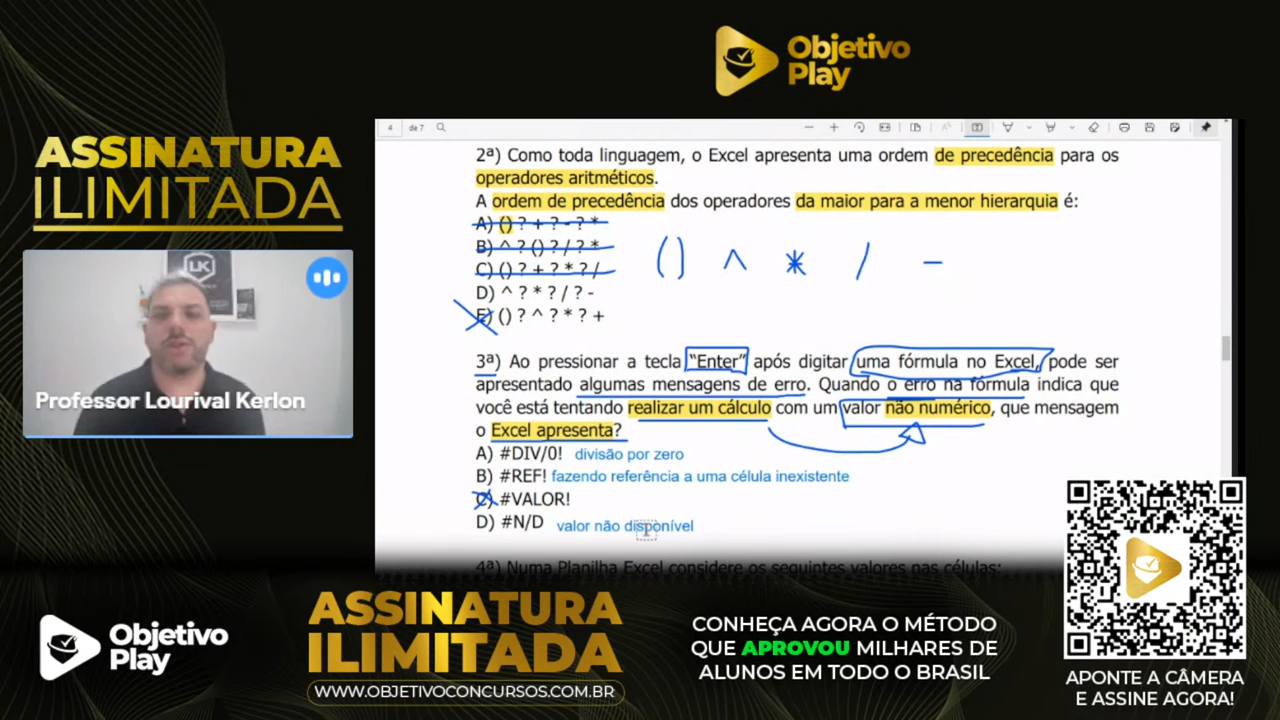 Objetivo
Play
ASSINATURA
ILIMITADA
LK
Professor Lourival Kerlon
4 de 7
2ª) Como toda linguagem, o Excel apresenta uma ordem de precedência para os
operadores aritméticos.
A ordem de precedência dos operadores da maior para a menor hierarquia é:
A) () ? + ? - ? *
B) ^ ? () ? / ? *
C) () ? + ? * ? /
D) ^ ? * ? / ? -
E) () ? ^ ? * ? +
() ^ * / -
3ª) Ao pressionar a tecla “Enter” após digitar uma fórmula no Excel, pode ser
apresentado algumas mensagens de erro. Quando o erro na fórmula indica que
você está tentando realizar um cálculo com um valor não numérico, que mensagem
o Excel apresenta?
A) #DIV/0! divisão por zero
B) #REF! fazendo referência a uma célula inexistente
C) #VALOR!
D) #N/D valor não disponível
4ª) Numa Planilha Excel considere os seguintes valores nas células:
Objetivo
Play
ASSINATURA
ILIMITADA
WWW.OBJETIVOCONCURSOS.COM.BR
CONHEÇA AGORA O MÉTODO
QUE APROVOU MILHARES DE
ALUNOS EM TODO O BRASIL
APONTE A CÂMERA
E ASSINE AGORA!